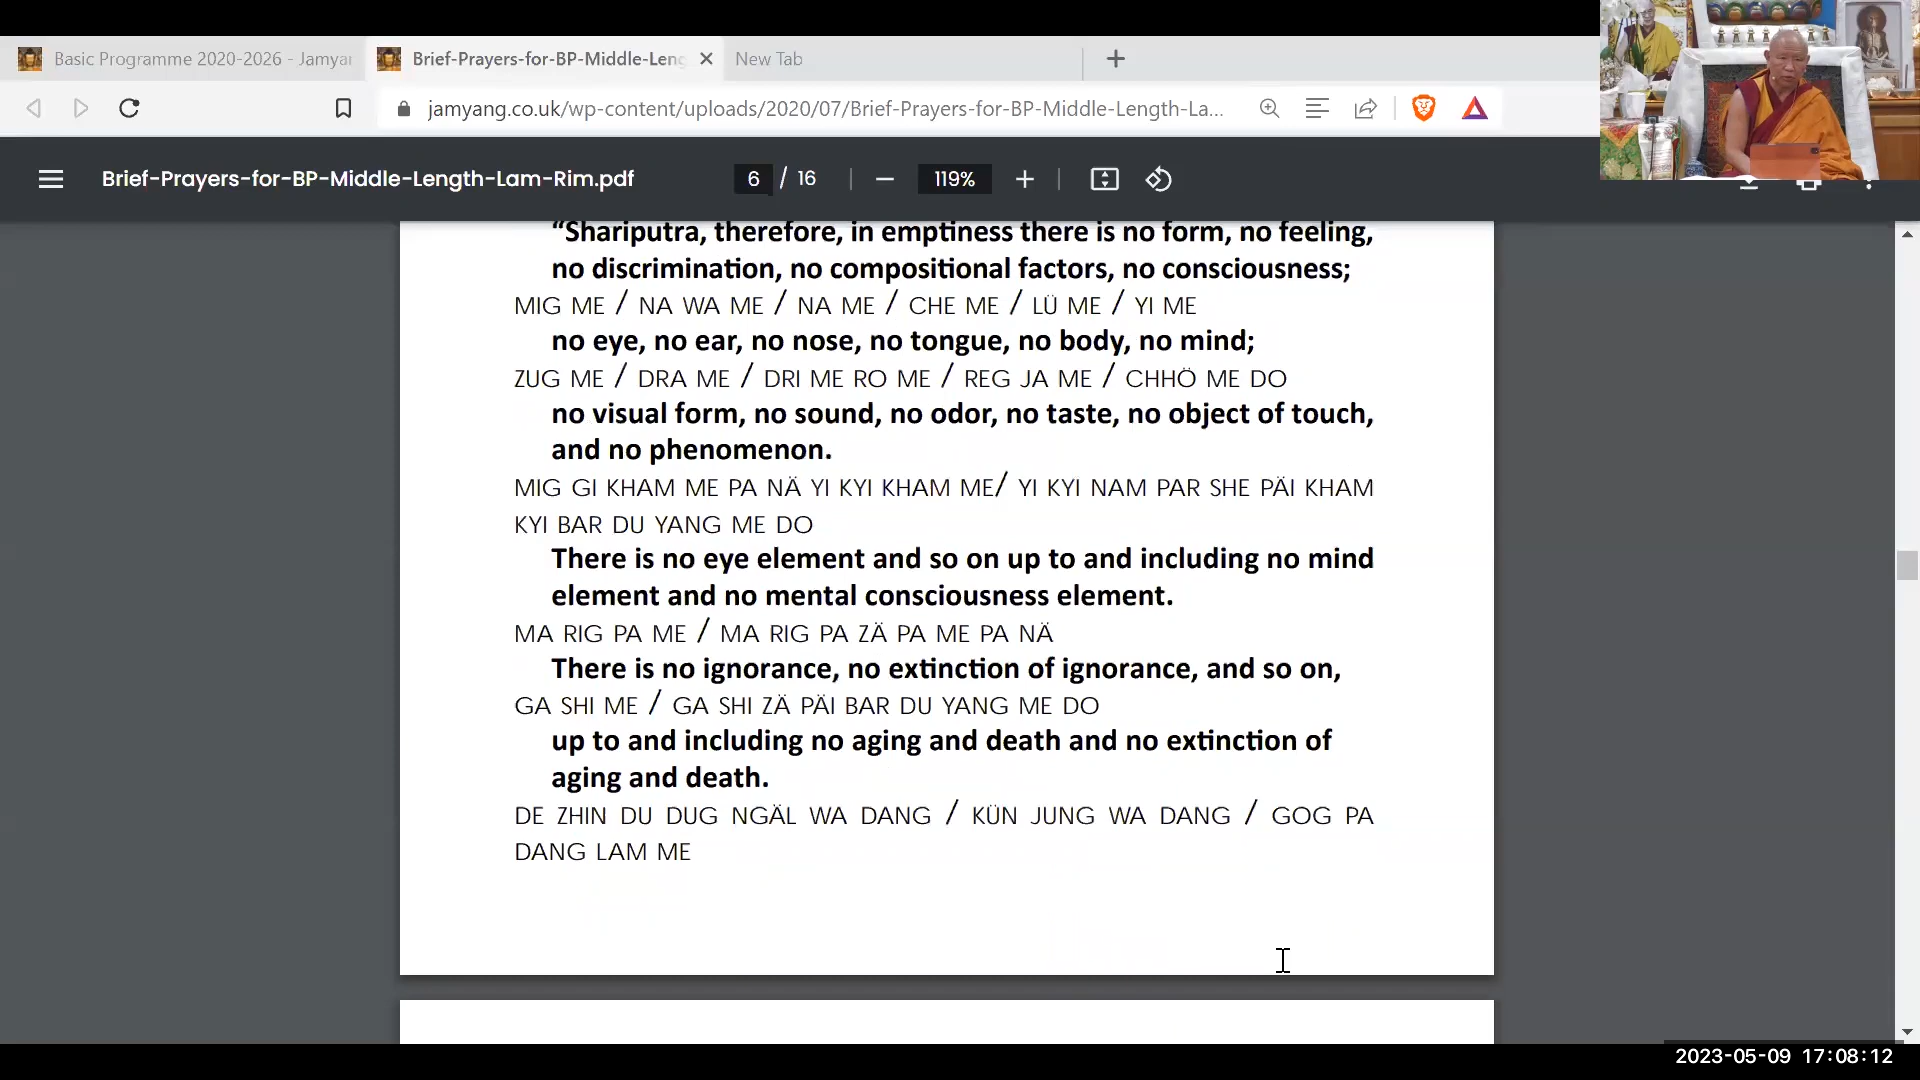 Basic Programme 2020-2026 - Jamyar
Brief-Prayers-for-BP-Middle-Leng
New Tab
jamyang.co.uk/wp-content/uploads/2020/07/Brief-Prayers-for-BP-Middle-Length-La...
Brief-Prayers-for-BP-Middle-Length-Lam-Rim.pdf
6 / 16
119%
“Shariputra, therefore, in emptiness there is no form, no feeling,
no discrimination, no compositional factors, no consciousness;
MIG ME / NA WA ME / NA ME / CHE ME / LÜ ME / YI ME
no eye, no ear, no nose, no tongue, no body, no mind;
ZUG ME / DRA ME / DRI ME RO ME / REG JA ME / CHHÖ ME DO
no visual form, no sound, no odor, no taste, no object of touch,
and no phenomenon.
MIG GI KHAM ME PA NÄ YI KYI KHAM ME/ YI KYI NAM PAR SHE PÄI KHAM
KYI BAR DU YANG ME DO
There is no eye element and so on up to and including no mind
element and no mental consciousness element.
MA RIG PA ME / MA RIG PA ZÄ PA ME PA NÄ
There is no ignorance, no extinction of ignorance, and so on,
GA SHI ME / GA SHI ZÄ PÄI BAR DU YANG ME DO
up to and including no aging and death and no extinction of
aging and death.
DE ZHIN DU DUG NGÄL WA DANG / KÜN JUNG WA DANG / GOG PA
DANG LAM ME
2023-05-09 17:08:12